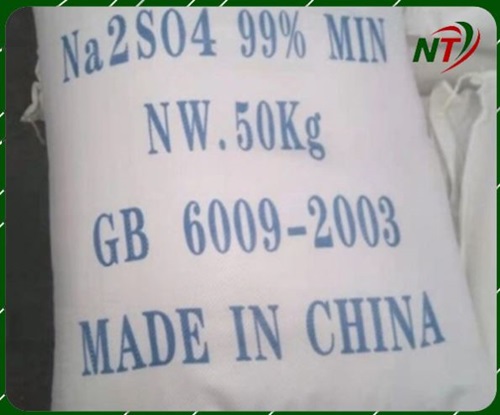 NT
Na2SO4 99% MIN
NW.50Kg
GB 6009-2003
MADE IN CHINA